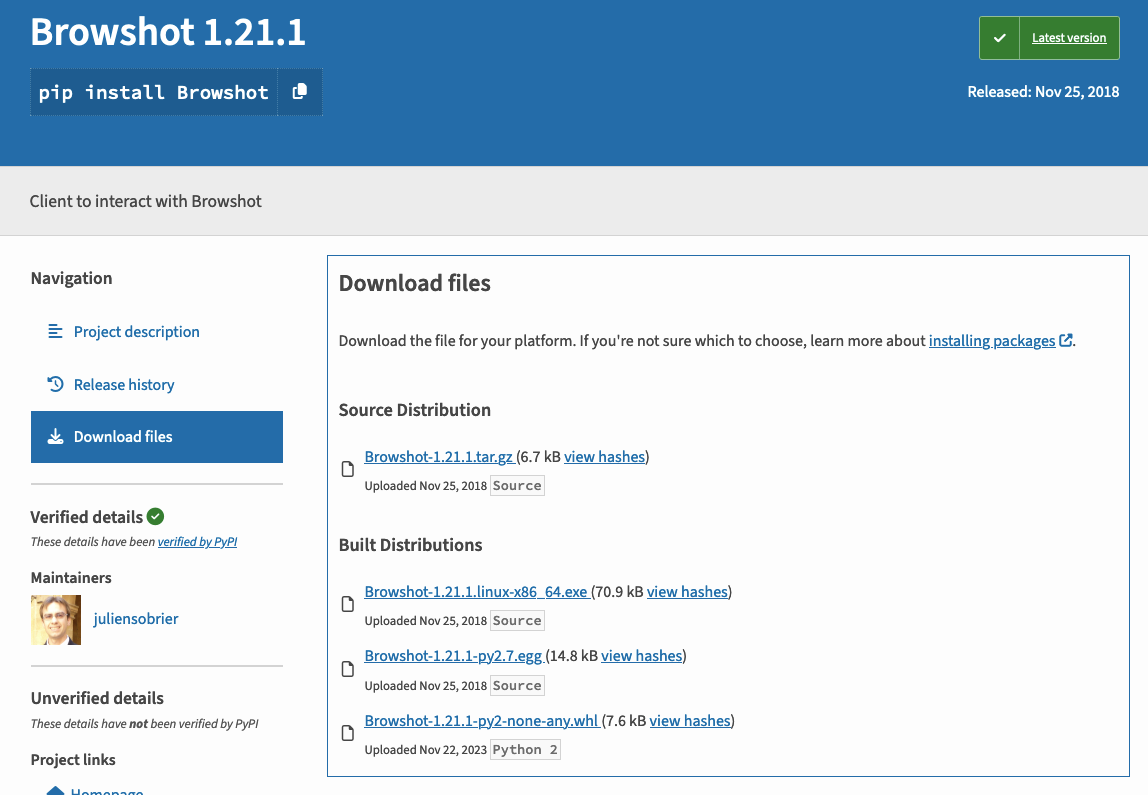 Browshot 1.21.1
Latest version
pip install Browshot
Released: Nov 25, 2018
Client to interact with Browshot
Navigation
Project description
Release history
Download files
Verified details
These details have been verified by PyPI
Maintainers
juliensobrier
Unverified details
These details have not been verified by PyPI
Project links
Homepage
Download files
Download the file for your platform. If you're not sure which to choose, learn more about installing packages.
Source Distribution
Browshot-1.21.1.tar.gz (6.7 kB view hashes)
Uploaded Nov 25, 2018 Source
Built Distributions
Browshot-1.21.1.linux-x86_64.exe (70.9 kB view hashes)
Uploaded Nov 25, 2018 Source
Browshot-1.21.1-py2.7.egg (14.8 kB view hashes)
Uploaded Nov 25, 2018 Source
Browshot-1.21.1-py2-none-any.whl (7.6 kB view hashes)
Uploaded Nov 22, 2023 Python 2